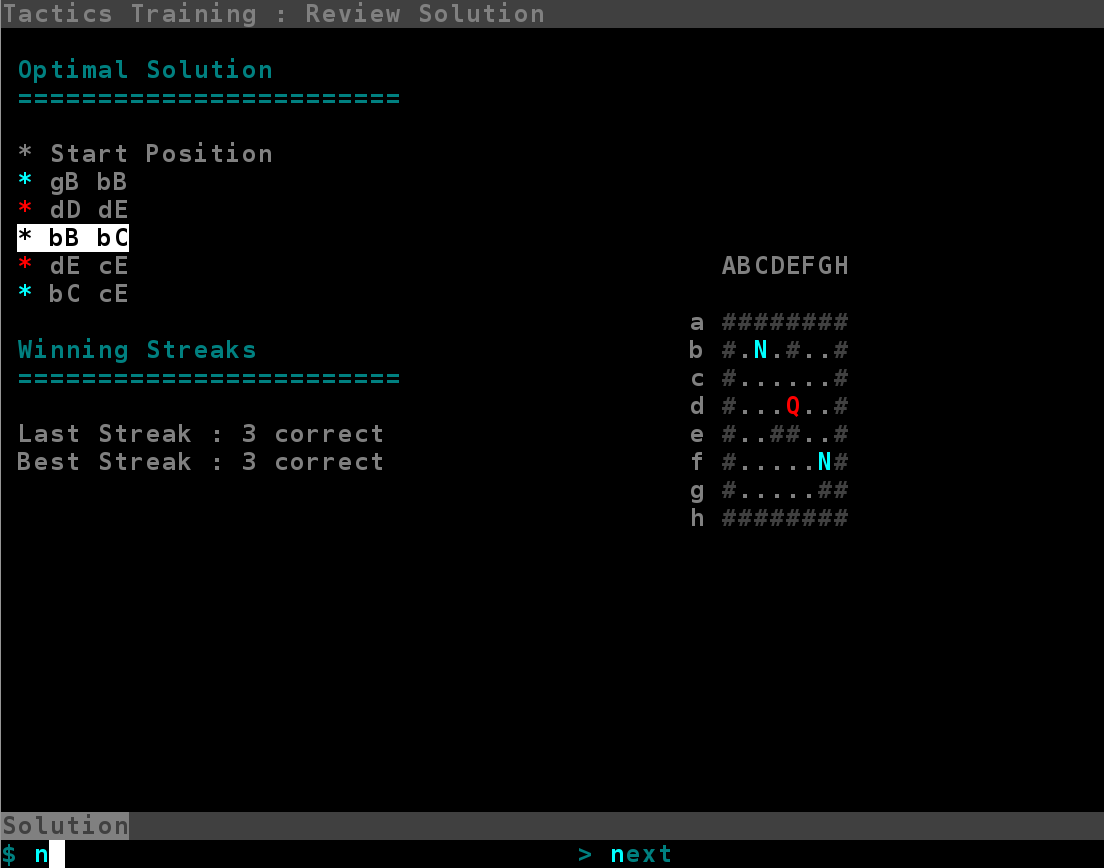 Tactics Training : Review Solution
Optimal Solution
========================
* Start Position
* gB bB
* dD dE
* bB bC
* dE cE
* bC cE
Winning Streaks
========================
Last Streak : 3 correct
Best Streak : 3 correct
ABCDEFGH
a ########
b #.N.#..#
c #......#
d #...Q..#
e #..##..#
f #.....N#
g #.....##
h ########
Solution
$ n > next